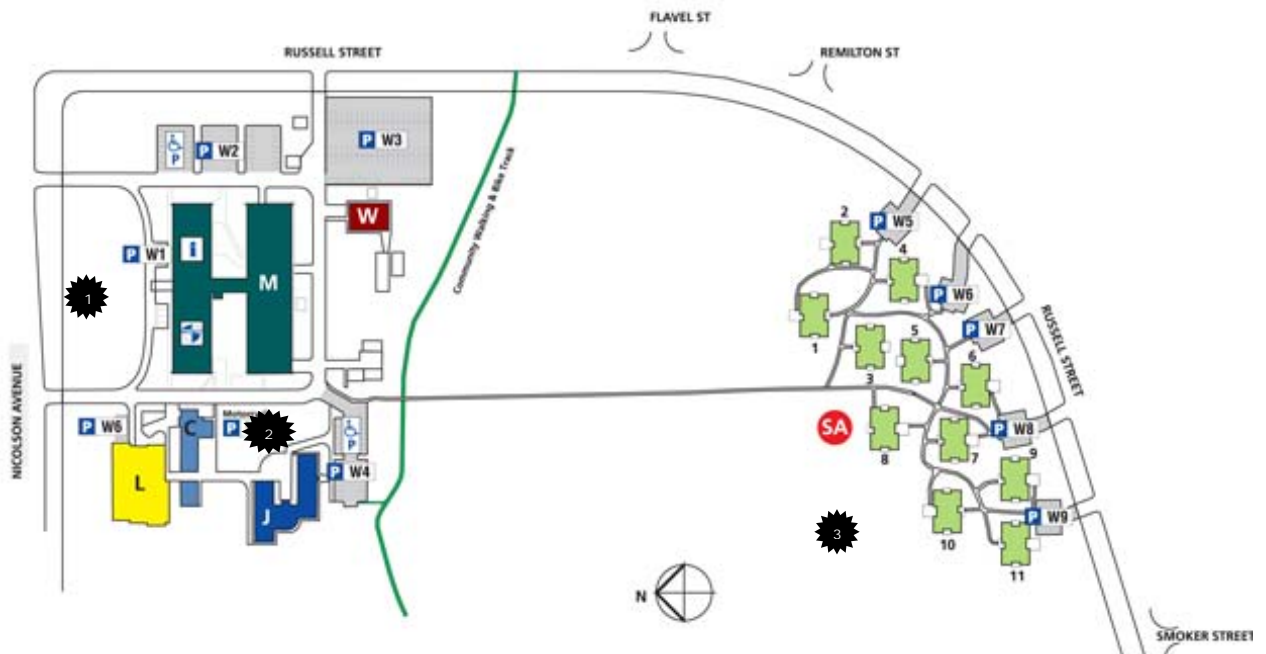 FLAVEL ST
RUSSELL STREET
REMILTON ST
P W3
P
P W2
Community Walking & Bike Track
W
2
P W5
i
P W1
M
4
1
P W6
1
5
P W7
RUSSELL STREET
6
3
NICOLSON AVENUE
C
P
2
P
P W6
SA
P W8
8
7
9
L
P W4
J
P W9
10
3
11
N
SMOKER STREET